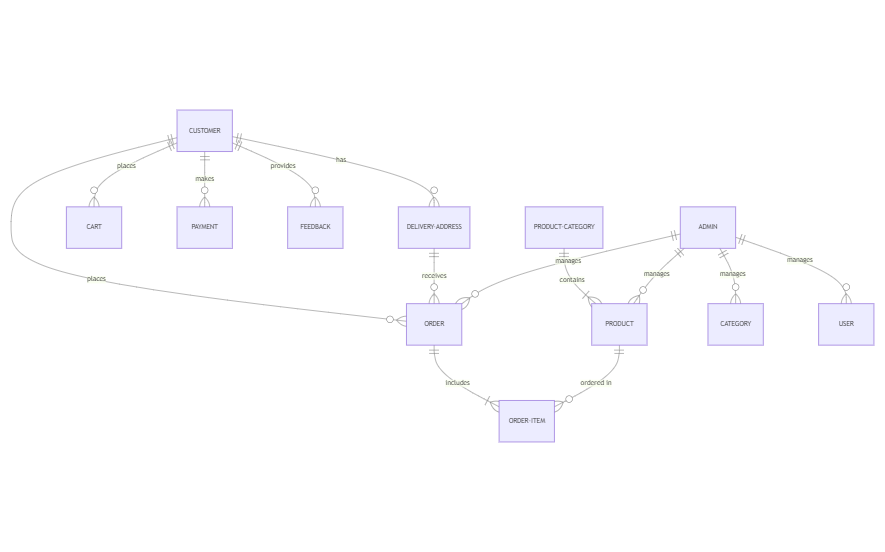 CUSTOMER
places
makes
provides
has
CART
PAYMENT
FEEDBACK
DELIVERY-ADDRESS
PRODUCT-CATEGORY
ADMIN
places
receives
manages
contains
manages
manages
manages
ORDER
PRODUCT
CATEGORY
USER
includes
ordered in
ORDER-ITEM